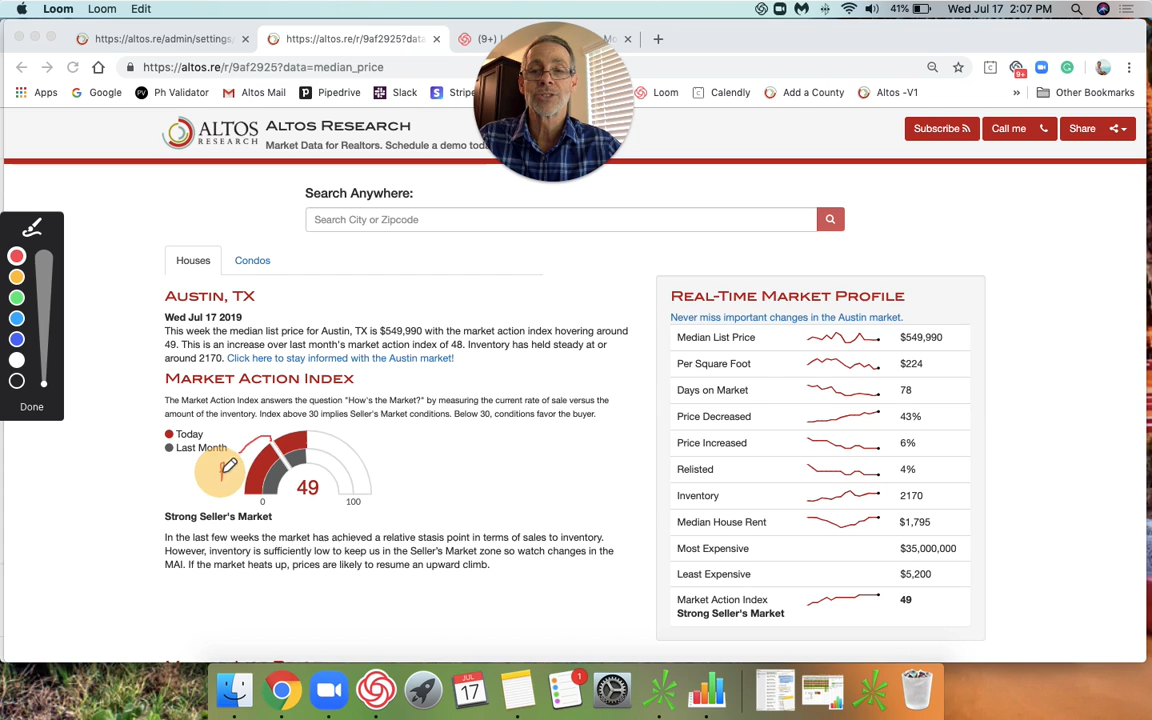 Loom Edit 41% Wed Jul 17 2:07 PM
https://altos.re/admin/settings
https://altos.re/r/9af2925?data
(9+)
https://altos.re/r/9af2925?data=median_price
9+
Apps Google Ph Validator Altos Mail Pipedrive Slack Stripe Loom Calendly Add a County Altos -V1 » Other Bookmarks
ALTOS RESEARCH
Altos Research
Market Data for Realtors. Schedule a demo toda
Subscribe Call me Share
Search Anywhere:
Search City or Zipcode
Houses Condos
Austin, TX
Wed Jul 17 2019
This week the median list price for Austin, TX is $549,990 with the market action index hovering around
49. This is an increase over last month's market action index of 48. Inventory has held steady at or
around 2170. Click here to stay informed with the Austin market!
Market Action Index
The Market Action Index answers the question "How's the Market?" by measuring the current rate of sale versus the
amount of the inventory. Index above 30 implies Seller's Market conditions. Below 30, conditions favor the buyer.
Today
Last Month
49
0 100
Strong Seller's Market
In the last few weeks the market has achieved a relative stasis point in terms of sales to inventory.
However, inventory is sufficiently low to keep us in the Seller's Market zone so watch changes in the
MAI. If the market heats up, prices are likely to resume an upward climb.
Real-Time Market Profile
Never miss important changes in the Austin market.
Median List Price $549,990
Per Square Foot $224
Days on Market 78
Price Decreased 43%
Price Increased 6%
Relisted 4%
Inventory 2170
Median House Rent $1,795
Most Expensive $35,000,000
Least Expensive $5,200
Market Action Index 49
Strong Seller's Market
Done
JUL
17
1